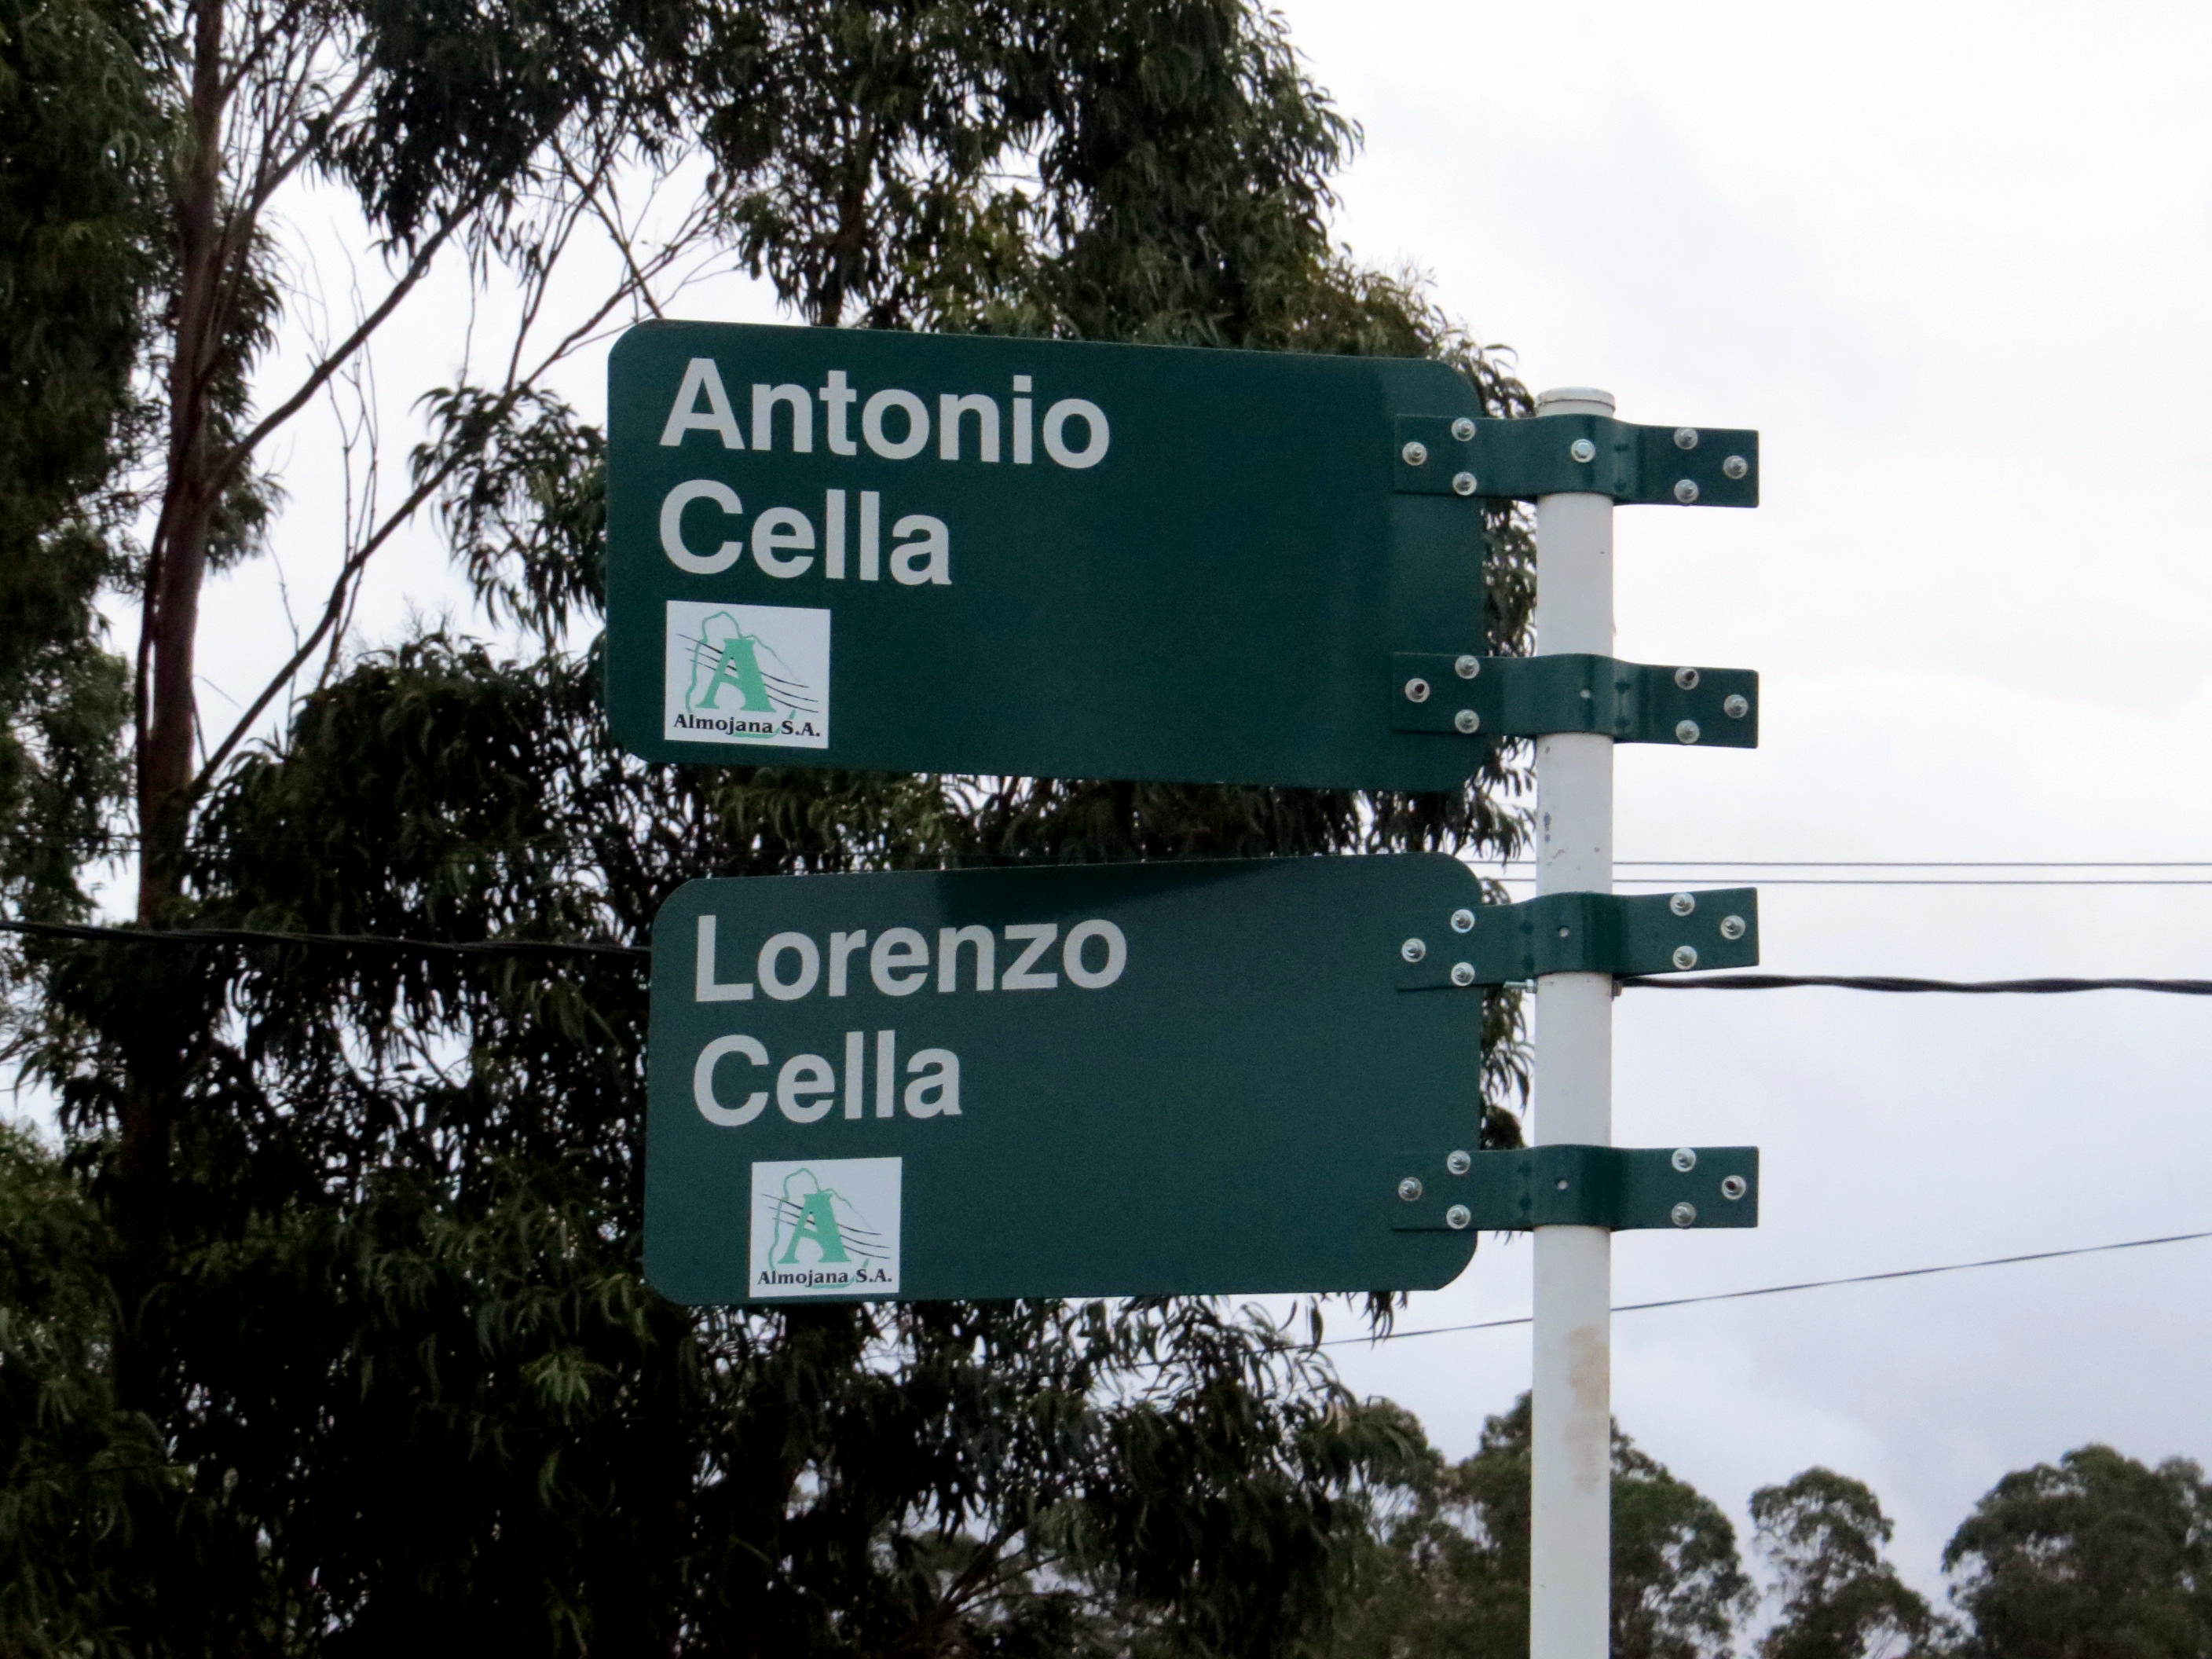 Antonio
Cella
A
Almojana S.A.
Lorenzo
Cella
A
Almojana S.A.